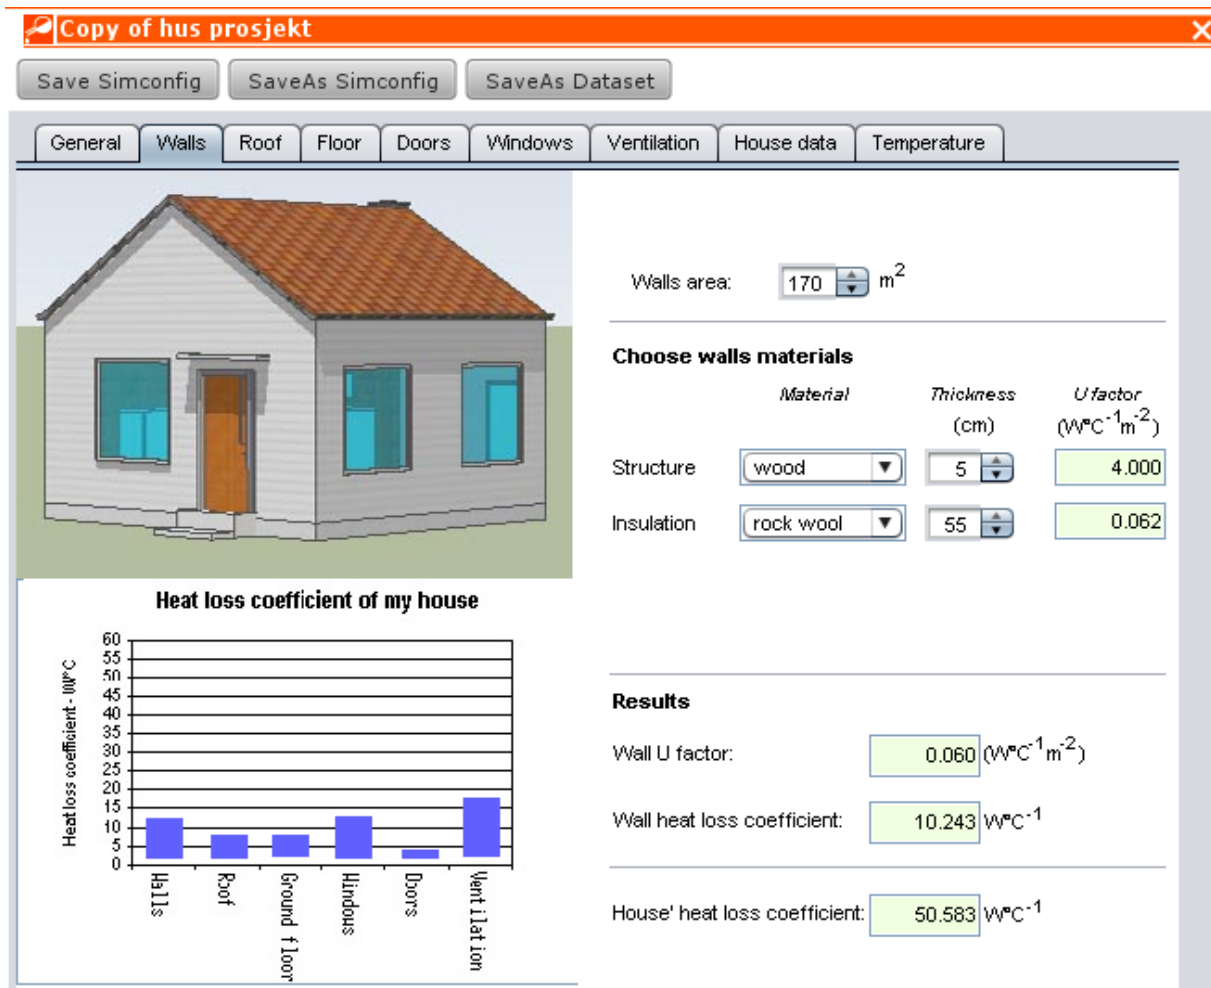 Copy of hus prosjekt
Save Simconfig SaveAs Simconfig SaveAs Dataset
General Walls Roof Floor Doors Windows Ventilation House data Temperature
Walls area: 170 m2
Choose walls materials
Material Thickness U factor
(cm) (W°C-1m-2)
Structure wood 5 4.000
Insulation rock wool 55 0.062
Heat loss coefficient of my house
Heat loss coefficient - W/°C
60
55
50
45
40
35
30
25
20
15
10
5
0
Walls Roof Ground floor Windows Doors Ventilation
Results
Wall U factor: 0.060 (W°C-1m-2)
Wall heat loss coefficient: 10.243 W°C-1
House' heat loss coefficient: 50.583 W°C-1